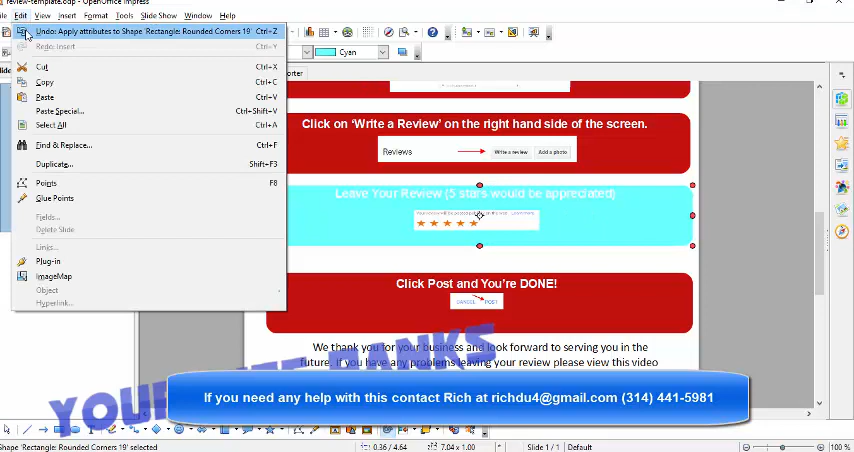 review-template.odp - OpenOffice Impress
File Edit View Insert Format Tools Slide Show Window Help
Undo: Apply attributes to Shape 'Rectangle: Rounded Corners 19' Ctrl+Z
Redo: Insert Ctrl+Y
Cut Ctrl+X
Copy Ctrl+C
Paste Ctrl+V
Paste Special... Ctrl+Shift+V
Select All Ctrl+A
Find & Replace... Ctrl+F
Duplicate... Shift+F3
Points F8
Glue Points
Fields...
Delete Slide
Links...
Plug-in
ImageMap
Object
Hyperlink...
Cyan
Click on ‘Write a Review’ on the right hand side of the screen.
Reviews Write a review Add a photo
Leave Your Review (5 stars would be appreciated)
Click Post and You’re DONE!
CANCEL POST
We thank you for your business and look forward to serving you in the
future. if you have any problems leaving your review please view this video
RANKS
If you need any help with this contact Rich at richdu4@gmail.com (314) 441-5981
Shape 'Rectangle: Rounded Corners 19' selected 0.36 / 4.64 7.04 x 1.00 * Slide 1 / 1 Default 100 %